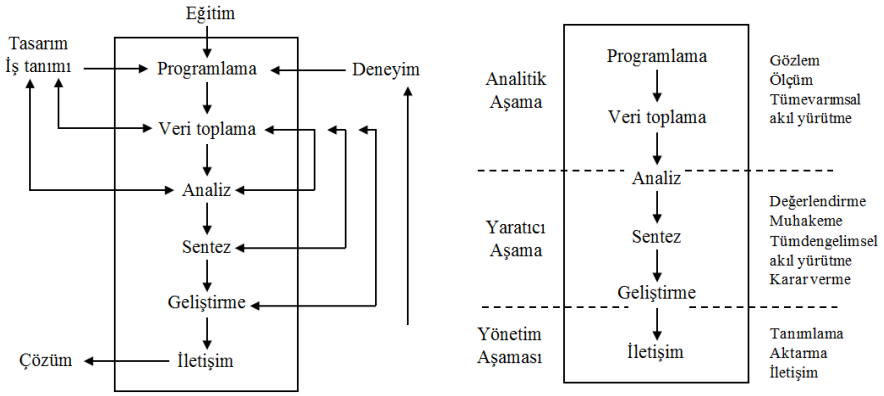 Eğitim
Tasarım
İş tanımı
Programlama
Deneyim
Veri toplama
Analiz
Sentez
Geliştirme
İletişim
Çözüm
Analitik
Aşama
Programlama
Veri toplama
Gözlem
Ölçüm
Tümevarımsal
akıl yürütme
Yaratıcı
Aşama
Analiz
Sentez
Geliştirme
Değerlendirme
Muhakeme
Tümdengelimsel
akıl yürütme
Karar verme
Yönetim
Aşaması
İletişim
Tanımlama
Aktarma
İletişim